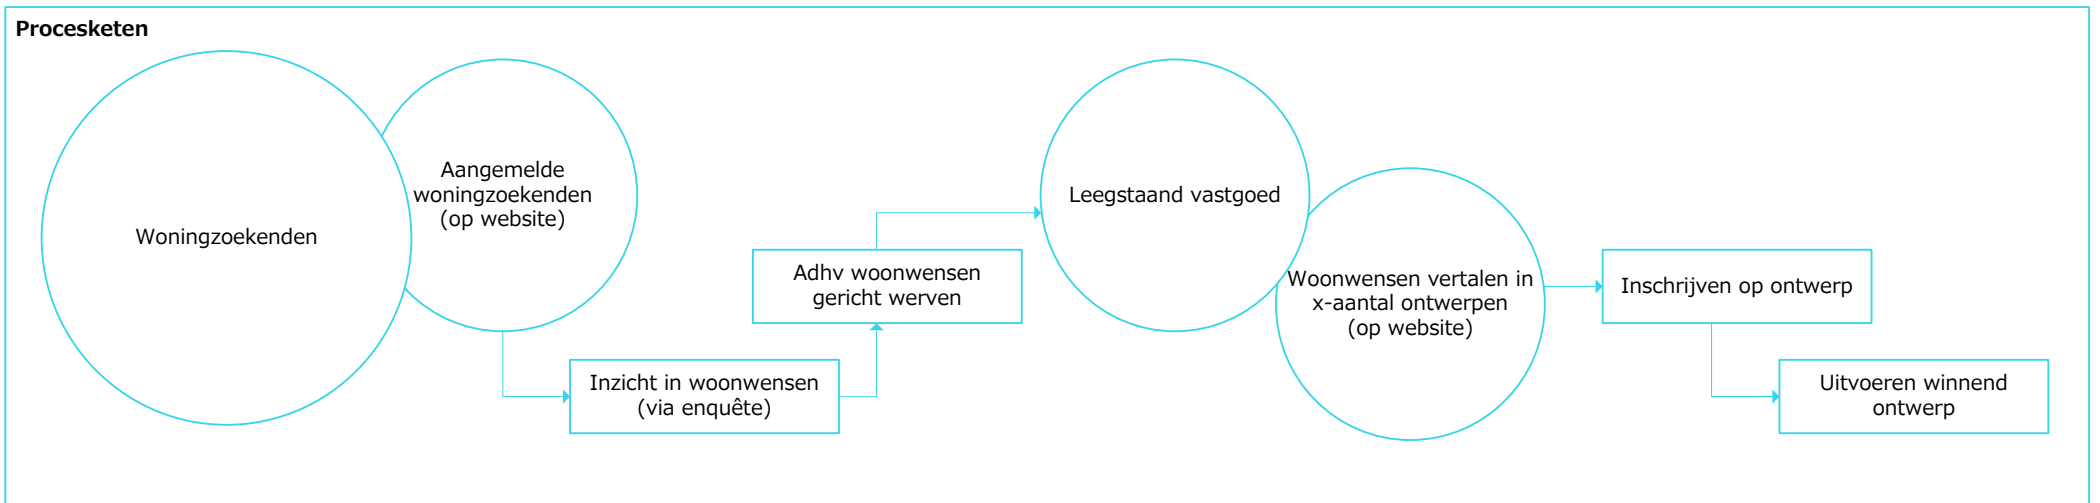 Procesketen
Woningzoekenden
Aangemelde
woningzoekenden
(op website)
Inzicht in woonwensen
(via enquête)
Adhv woonwensen
gericht werven
Leegstaand vastgoed
Woonwensen vertalen in
x-aantal ontwerpen
(op website)
Inschrijven op ontwerp
Uitvoeren winnend
ontwerp